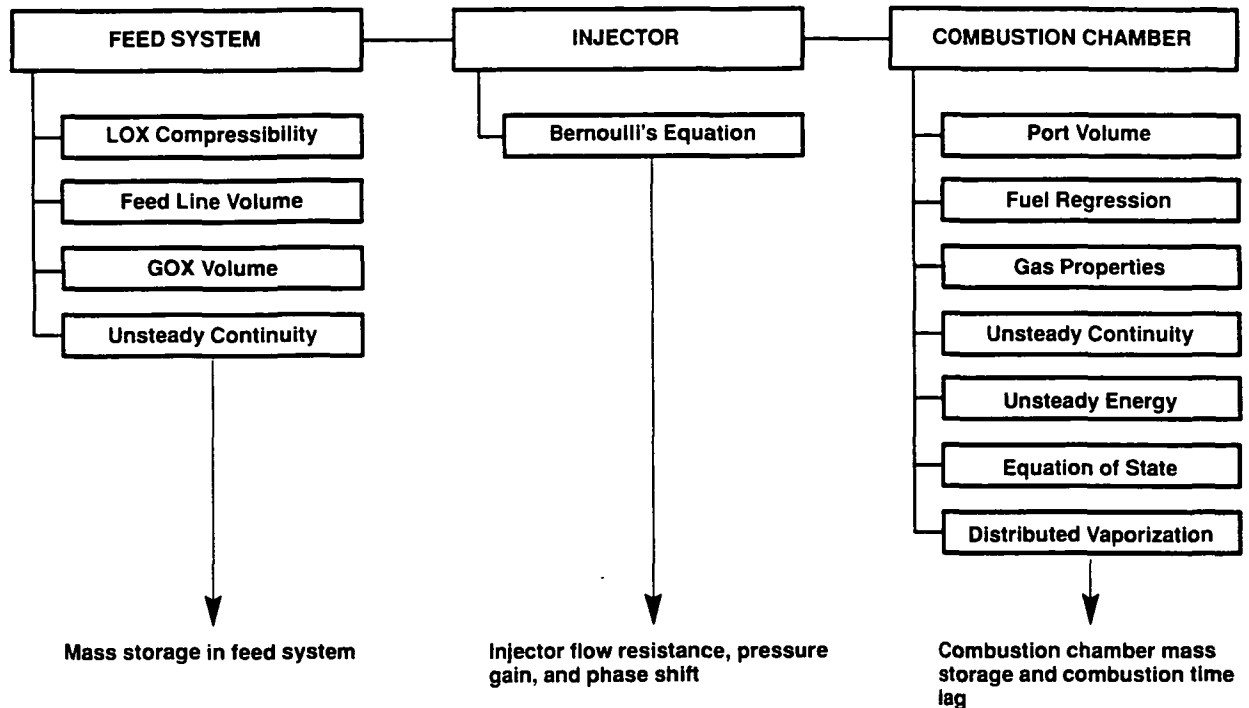 FEED SYSTEM
INJECTOR
COMBUSTION CHAMBER
LOX Compressibility
Feed Line Volume
GOX Volume
Unsteady Continuity
Bernoulli's Equation
Port Volume
Fuel Regression
Gas Properties
Unsteady Continuity
Unsteady Energy
Equation of State
Distributed Vaporization
Mass storage in feed system
Injector flow resistance, pressure
gain, and phase shift
Combustion chamber mass
storage and combustion time
lag